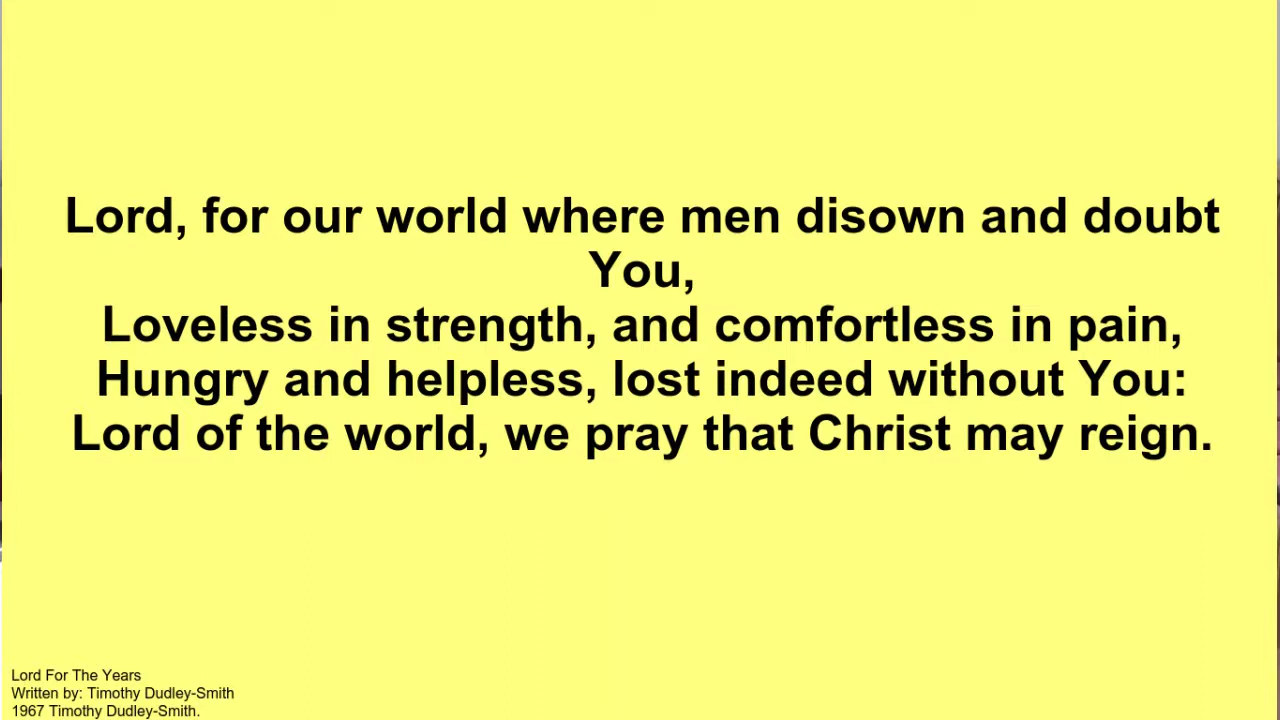 Lord, for our world where men disown and doubt
You,
Loveless in strength, and comfortless in pain,
Hungry and helpless, lost indeed without You:
Lord of the world, we pray that Christ may reign.
Lord For The Years
Written by: Timothy Dudley-Smith
1967 Timothy Dudley-Smith.